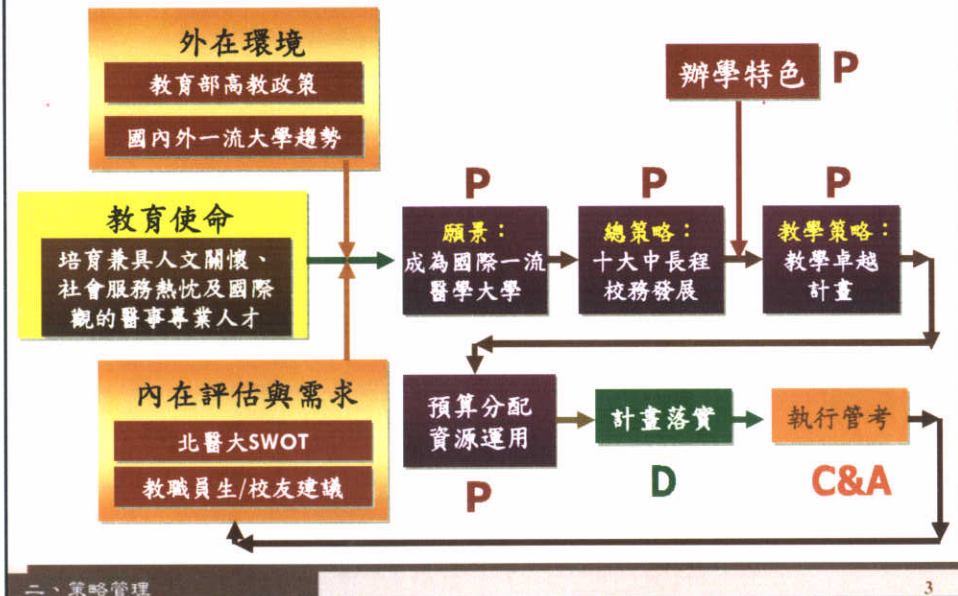 外在環境
教育部高教政策
國內外一流大學趨勢
辦學特色
P
教育使命
培育兼具人文關懷、
社會服務熱忱及國際
觀的醫事專業人才
P
願景：
成為國際一流
醫學大學
P
總策略：
十大中長程
校務發展
P
教學策略：
教學卓越
計畫
內在評估與需求
北醫大SWOT
教職員生/校友建議
預算分配
資源運用
P
計畫落實
D
執行管考
C&A
二、策略管理
3